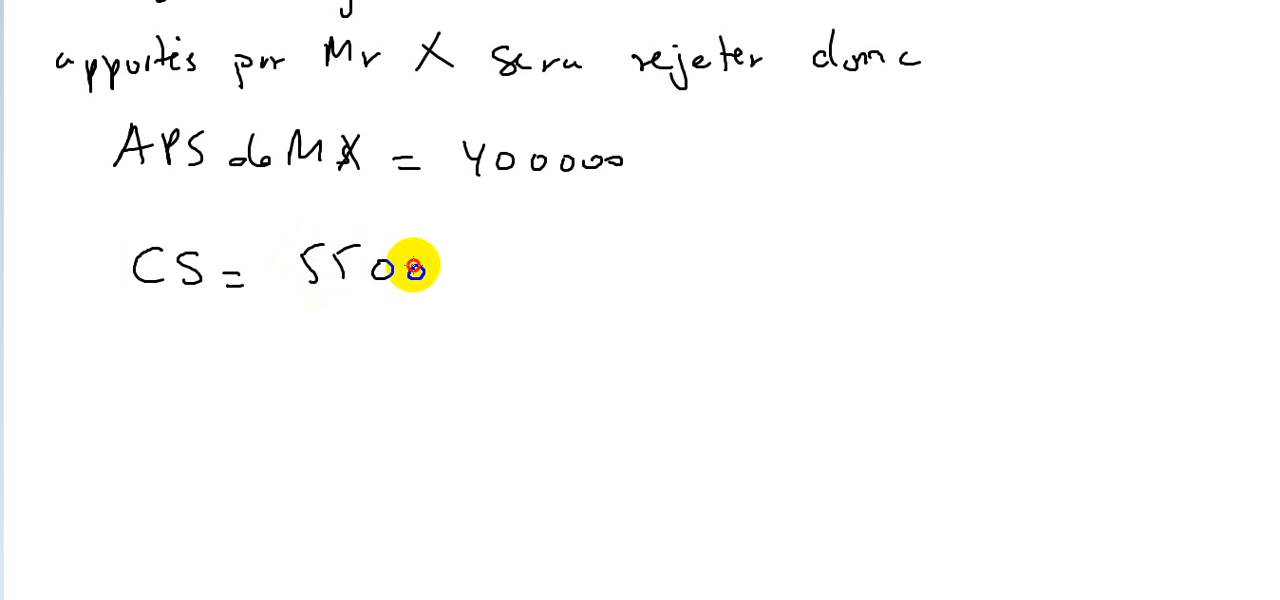 apportés par Mr X sera rejeter donc
APS de MX = 400000
CS = 5500